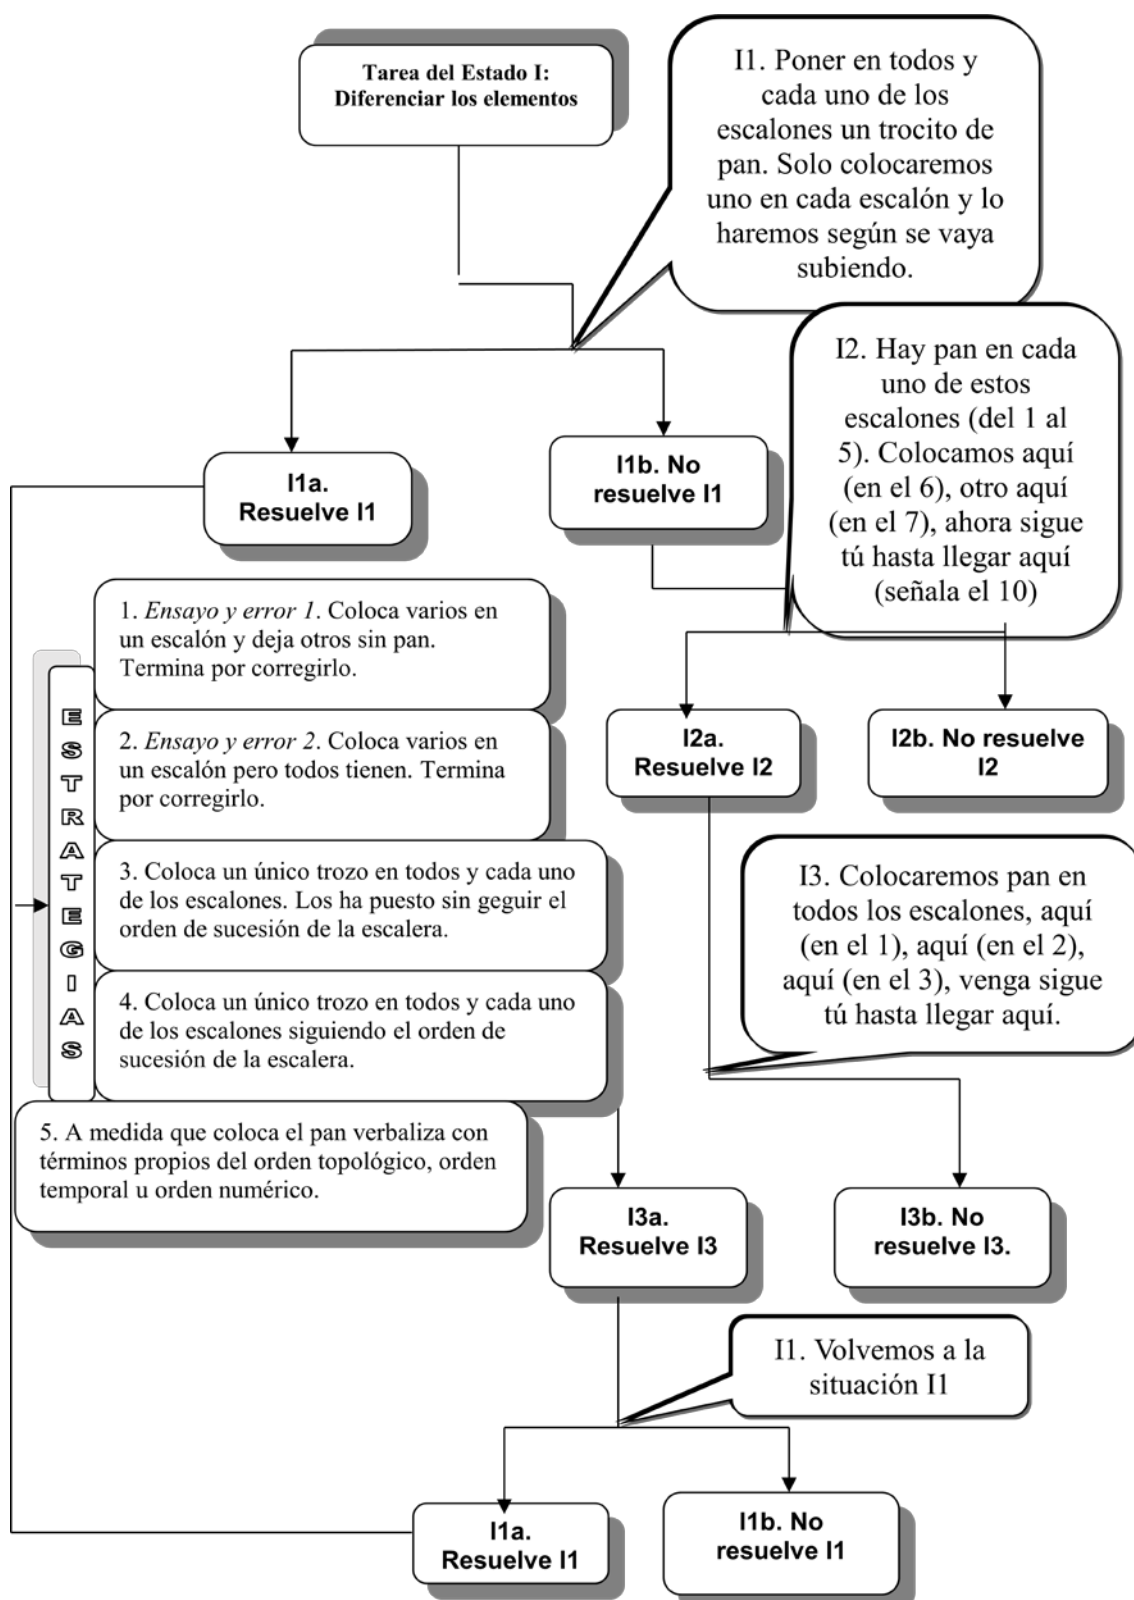 Tarea del Estado I:
Diferenciar los elementos
I1. Poner en todos y
cada uno de los
escalones un trocito de
pan. Solo colocaremos
uno en cada escalón y lo
haremos según se vaya
subiendo.
I2. Hay pan en cada
uno de estos
escalones (del 1 al
5). Colocamos aquí
(en el 6), otro aquí
(en el 7), ahora sigue
tú hasta llegar aquí
(señala el 10)
I1a.
Resuelve I1
I1b. No
resuelve I1
ESTRATEGIAS
1. Ensayo y error 1. Coloca varios en
un escalón y deja otros sin pan.
Termina por corregirlo.
2. Ensayo y error 2. Coloca varios en
un escalón pero todos tienen. Termina
por corregirlo.
3. Coloca un único trozo en todos y cada uno
de los escalones. Los ha puesto sin geguir el
orden de sucesión de la escalera.
4. Coloca un único trozo en todos y cada uno
de los escalones siguiendo el orden de
sucesión de la escalera.
5. A medida que coloca el pan verbaliza con
términos propios del orden topológico, orden
temporal u orden numérico.
I2a.
Resuelve I2
I2b. No resuelve
I2
I3. Colocaremos pan en
todos los escalones, aquí
(en el 1), aquí (en el 2),
aquí (en el 3), venga sigue
tú hasta llegar aquí.
I3a.
Resuelve I3
I3b. No
resuelve I3.
I1. Volvemos a la
situación I1
I1a.
Resuelve I1
I1b. No
resuelve I1